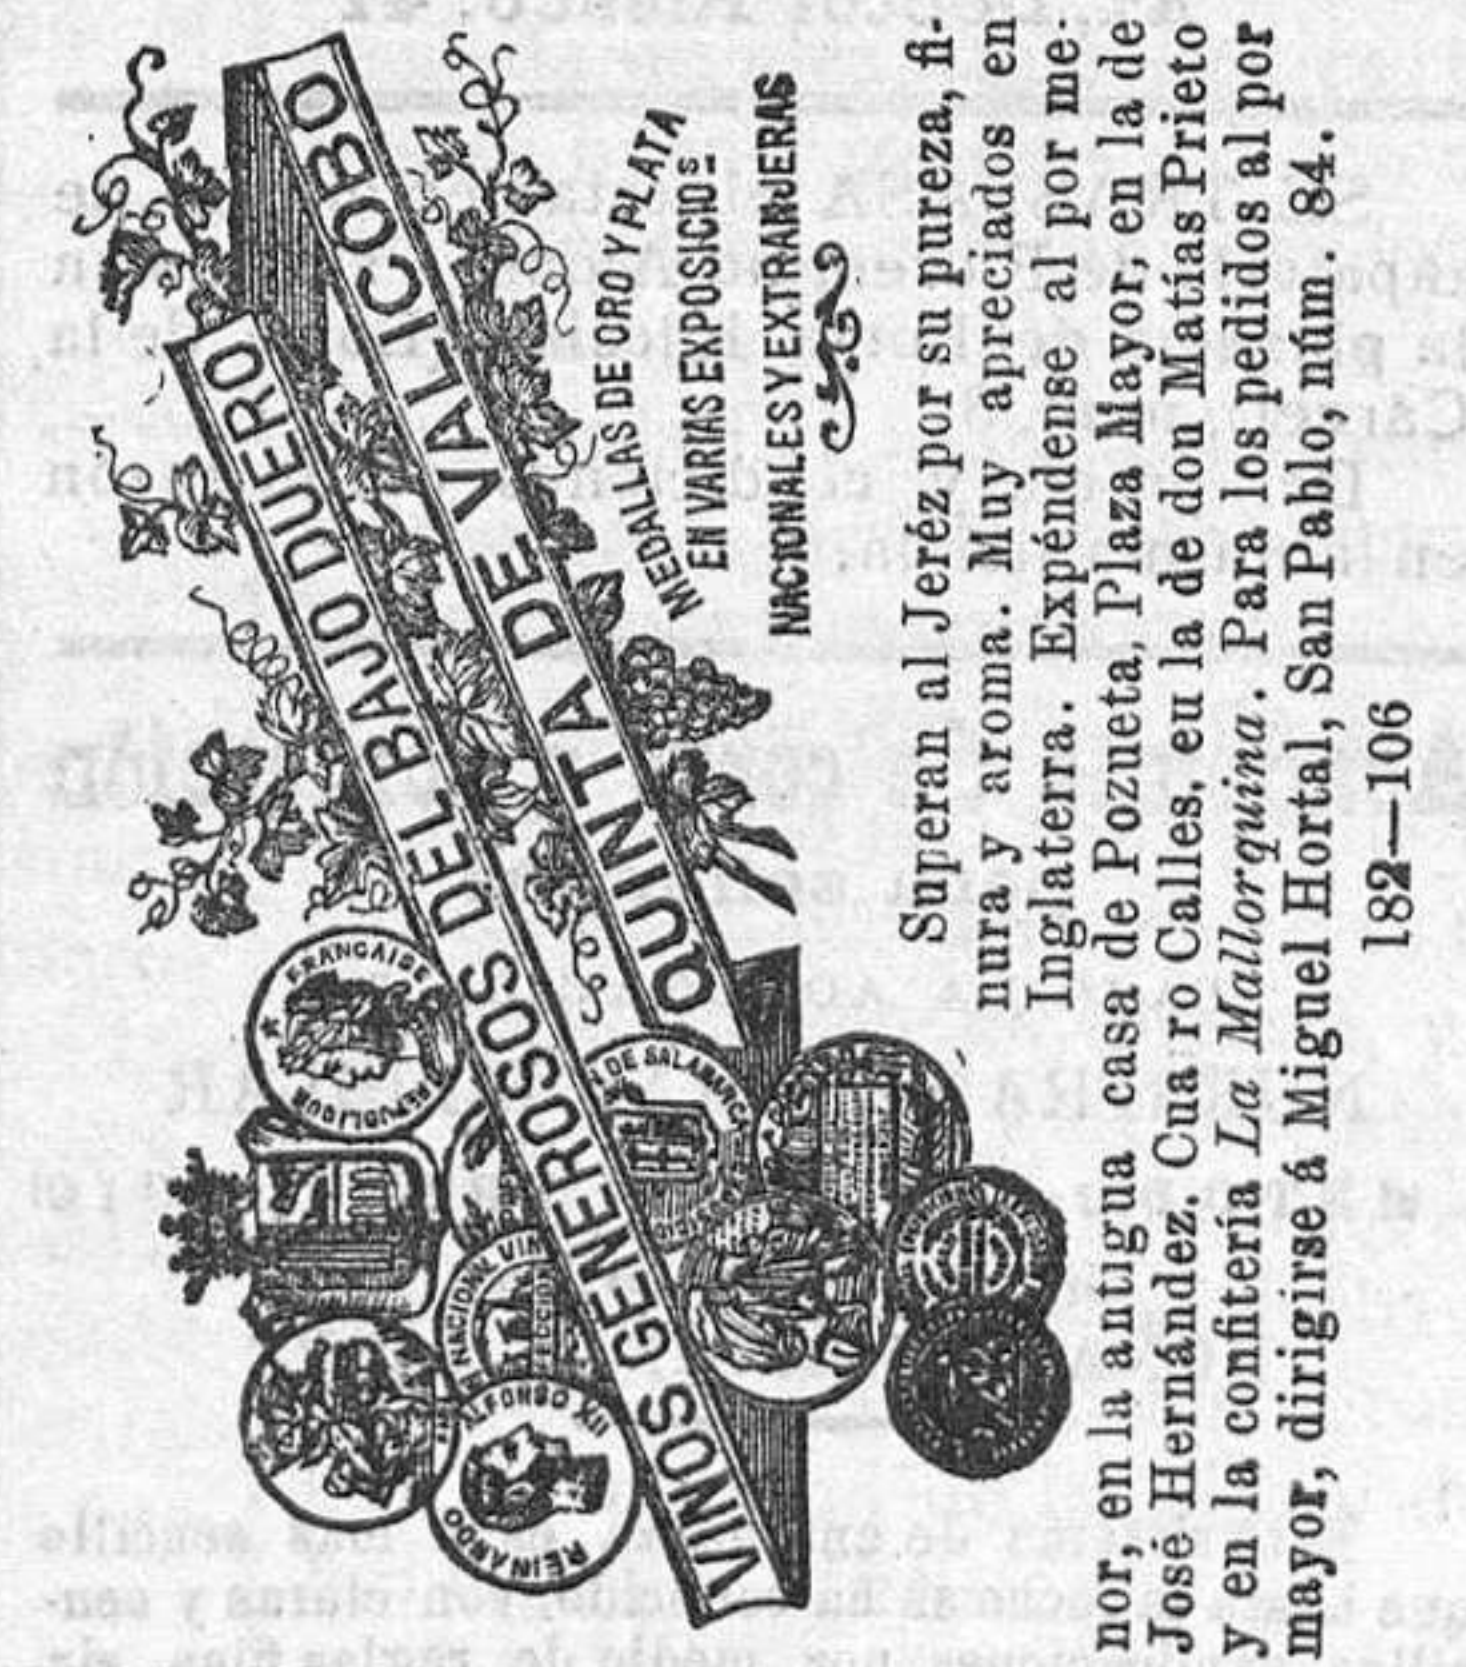 VINOS GENEROSOS DEL BAJO DUERO
QUINTA DE VALICOBO
REPUBLIQUE FRANCAISE
NACIONAL VIN
DE SALAMANCA
REINANDO ALFONSO XII
MEDALLAS DE ORO Y PLATA
EN VARIAS EXPOSICIOs
NACIONALES Y EXTRANJERAS
Superan al Jeréz por su pureza, fi-
nura y aroma. Muy apreciados en
Inglaterra. Expéndense al por me-
nor, en la antigua casa de Pozueta, Plaza Mayor, en la de
José Hernández. Cua ro Calles, eu la de don Matías Prieto
y en la confitería La Mallorquina. Para los pedidos al por
mayor, dirigirse á Miguel Hortal, San Pablo, núm. 84.
182—106